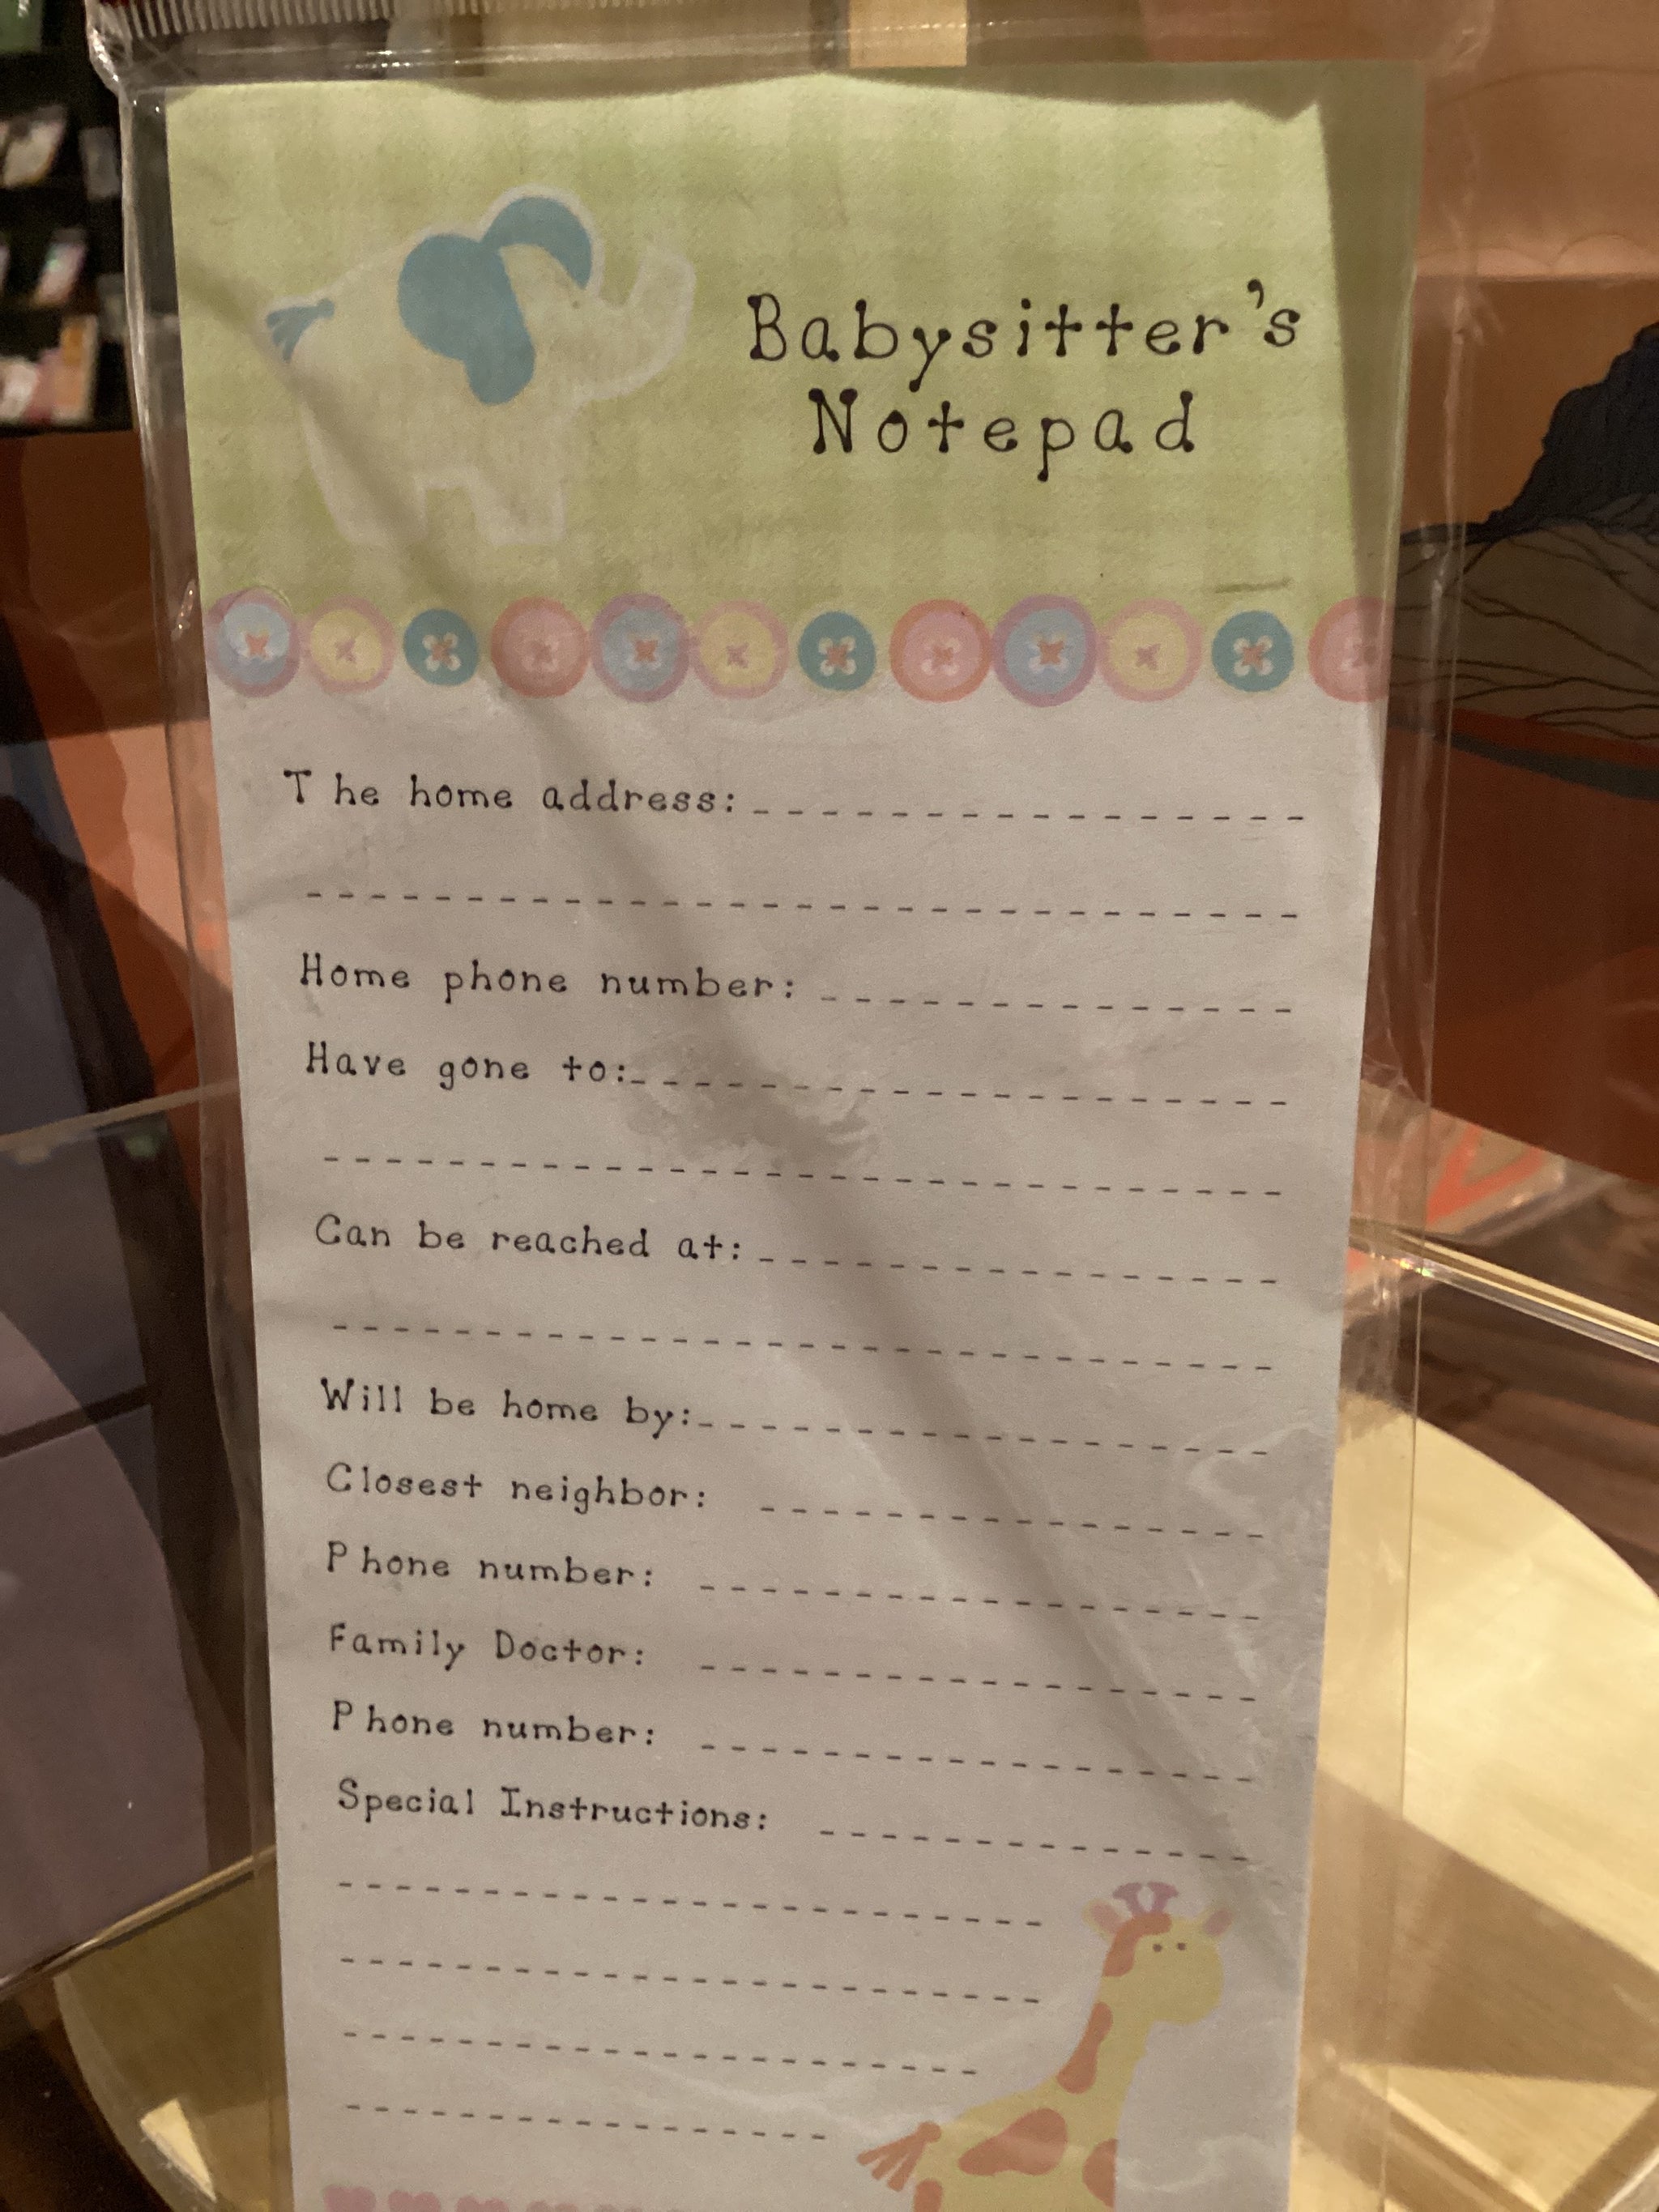 Babysitter's
Notepad
The home address:
Home phone number:
Have gone to:
Can be reached at:
Will be home by:
Closest neighbor:
Phone number:
Family Doctor:
Phone number:
Special Instructions: